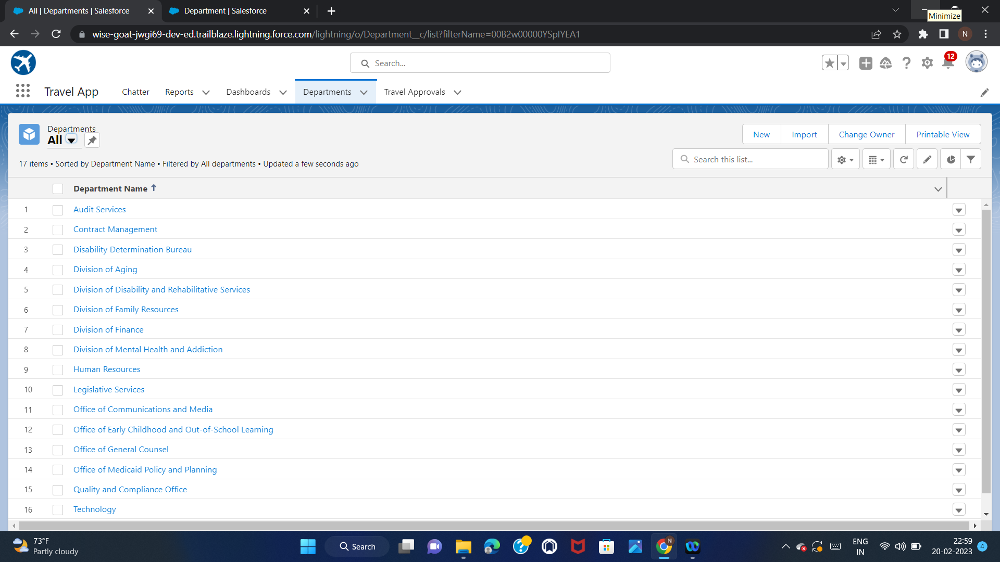 All | Departments | Salesforce
Department | Salesforce
Minimize
wise-goat-jwgi69-dev-ed.trailblaze.lightning.force.com/lightning/o/Department__c/list?filterName=00B2w00000YSpIYEA1
N
Search...
12
Travel App
Chatter
Reports
Dashboards
Departments
Travel Approvals
Departments
All
New
Import
Change Owner
Printable View
17 items • Sorted by Department Name • Filtered by All departments • Updated a few seconds ago
Search this list...
Department Name ↑
1 Audit Services
2 Contract Management
3 Disability Determination Bureau
4 Division of Aging
5 Division of Disability and Rehabilitative Services
6 Division of Family Resources
7 Division of Finance
8 Division of Mental Health and Addiction
9 Human Resources
10 Legislative Services
11 Office of Communications and Media
12 Office of Early Childhood and Out-of-School Learning
13 Office of General Counsel
14 Office of Medicaid Policy and Planning
15 Quality and Compliance Office
16 Technology
73°F
Partly cloudy
Search
N
ENG
IN
22:59
20-02-2023
4